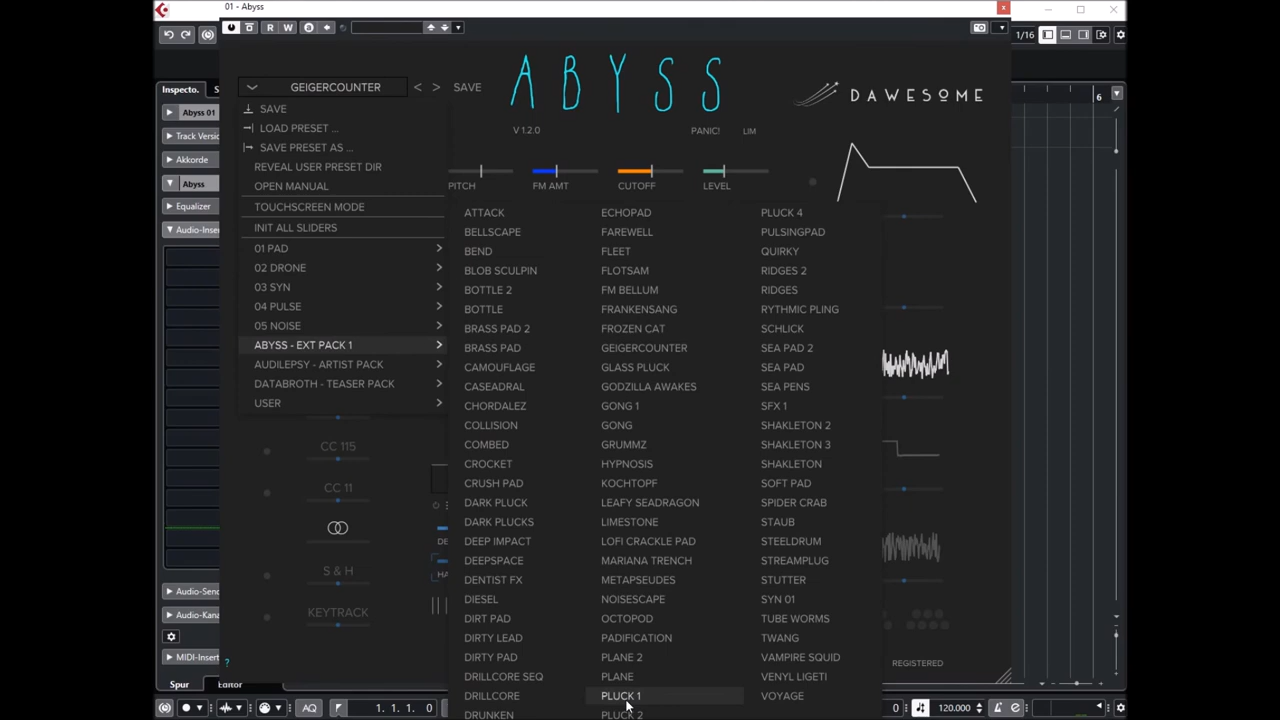 01 - Abyss
R
W
1/16
GEIGERCOUNTER
< >
SAVE
ABYSS
DAWESOME
V 1.2.0
PANIC!
LIM
PITCH
FM AMT
CUTOFF
LEVEL
Inspecto.
S
Abyss 01
Track Versio
Akkorde
Abyss
Equalizer
Audio-Inser
Audio-Send
Audio-Kana
MIDI-Insert
Spur
Editor
6
SAVE
LOAD PRESET ...
SAVE PRESET AS ...
REVEAL USER PRESET DIR
OPEN MANUAL
TOUCHSCREEN MODE
INIT ALL SLIDERS
01 PAD
02 DRONE
03 SYN
04 PULSE
05 NOISE
ABYSS - EXT PACK 1
AUDILEPSY - ARTIST PACK
DATABROTH - TEASER PACK
USER
CC 115
CC 11
S & H
KEYTRACK
DE
HA
?
ATTACK
BELLSCAPE
BEND
BLOB SCULPIN
BOTTLE 2
BOTTLE
BRASS PAD 2
BRASS PAD
CAMOUFLAGE
CASEADRAL
CHORDALEZ
COLLISION
COMBED
CROCKET
CRUSH PAD
DARK PLUCK
DARK PLUCKS
DEEP IMPACT
DEEPSPACE
DENTIST FX
DIESEL
DIRT PAD
DIRTY LEAD
DIRTY PAD
DRILLCORE SEQ
DRILLCORE
DRUNKEN
ECHOPAD
FAREWELL
FLEET
FLOTSAM
FM BELLUM
FRANKENSANG
FROZEN CAT
GEIGERCOUNTER
GLASS PLUCK
GODZILLA AWAKES
GONG 1
GONG
GRUMMZ
HYPNOSIS
KOCHTOPF
LEAFY SEADRAGON
LIMESTONE
LOFI CRACKLE PAD
MARIANA TRENCH
METAPSEUDES
NOISESCAPE
OCTOPOD
PADIFICATION
PLANE 2
PLANE
PLUCK 1
PLUCK 2
PLUCK 4
PULSINGPAD
QUIRKY
RIDGES 2
RIDGES
RYTHMIC PLING
SCHLICK
SEA PAD 2
SEA PAD
SEA PENS
SFX 1
SHAKLETON 2
SHAKLETON 3
SHAKLETON
SOFT PAD
SPIDER CRAB
STAUB
STEELDRUM
STREAMPLUG
STUTTER
SYN 01
TUBE WORMS
TWANG
VAMPIRE SQUID
VENYL LIGETI
VOYAGE
REGISTERED
AQ
1. 1. 1. 0
0
120.000